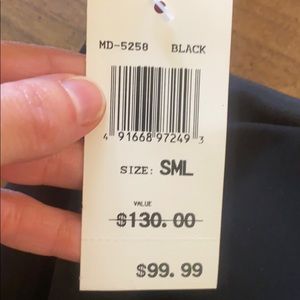 MD-5258 BLACK
4 91668 97249 3
SIZE: SML
VALUE
$130.00
$99.99